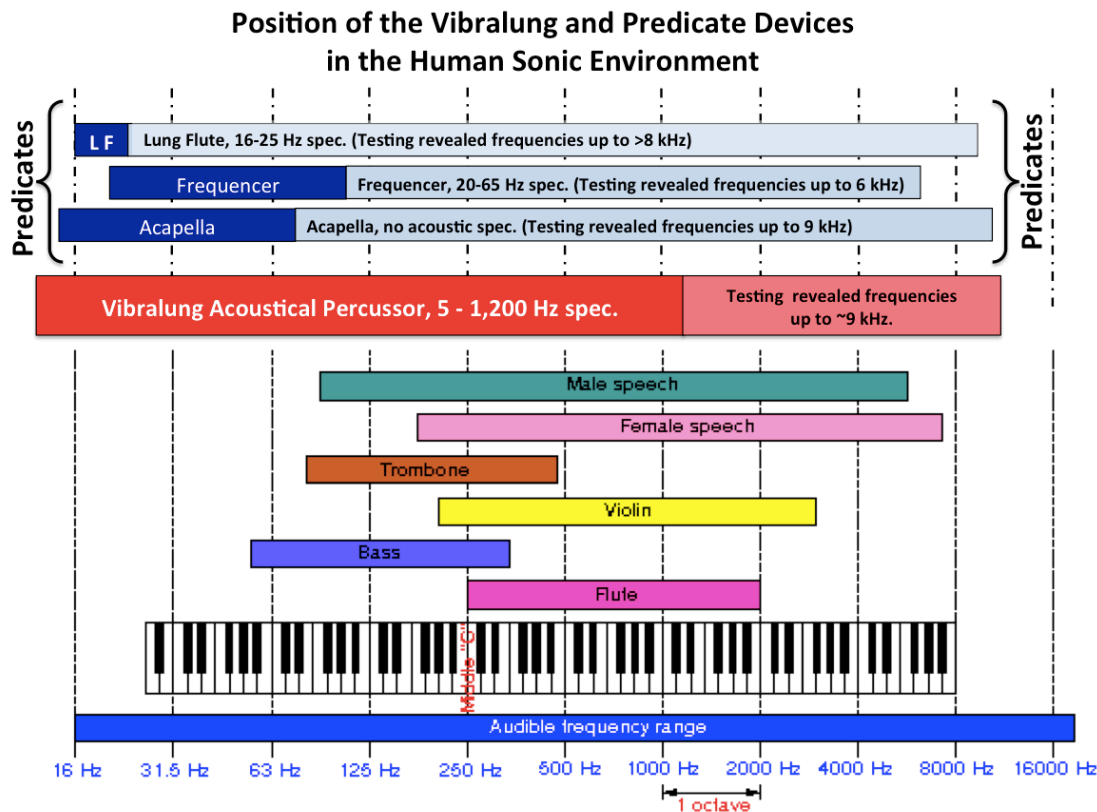 Position of the Vibralung and Predicate Devices
in the Human Sonic Environment
Predicates
Predicates
L F
Lung Flute, 16-25 Hz spec. (Testing revealed frequencies up to >8 kHz)
Frequencer
Frequencer, 20-65 Hz spec. (Testing revealed frequencies up to 6 kHz)
Acapella
Acapella, no acoustic spec. (Testing revealed frequencies up to 9 kHz)
Vibralung Acoustical Percussor, 5 - 1,200 Hz spec.
Testing revealed frequencies
up to ~9 kHz.
Male speech
Female speech
Trombone
Violin
Bass
Flute
Middle "C"
Audible frequency range
16 Hz
31.5 Hz
63 Hz
125 Hz
250 Hz
500 Hz
1000 Hz
2000 Hz
4000 Hz
8000 Hz
16000 Hz
1 octave